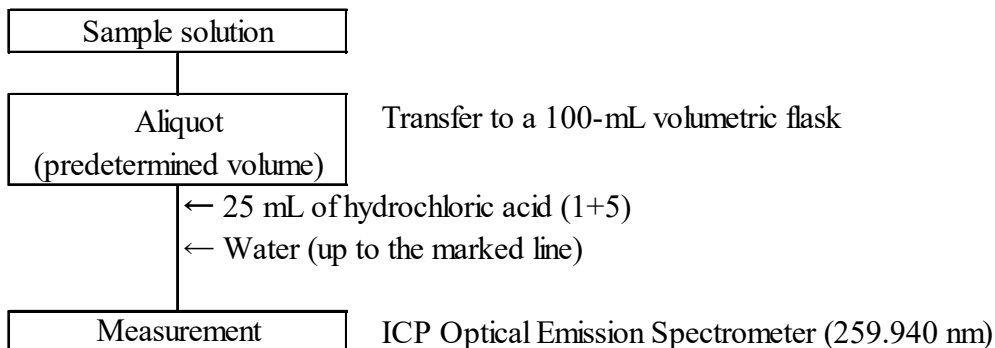 Sample solution
Aliquot
(predetermined volume)
Transfer to a 100-mL volumetric flask
← 25 mL of hydrochloric acid (1+5)
← Water (up to the marked line)
Measurement
ICP Optical Emission Spectrometer (259.940 nm)